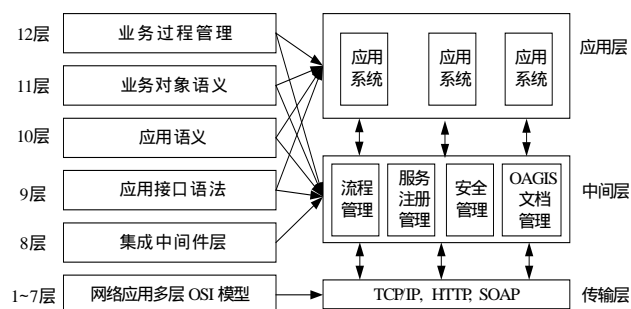 12层
业务过程管理
11层
业务对象语义
10层
应用语义
9层
应用接口语法
8层
集成中间件层
1~7层
网络应用多层 OSI 模型
应用
系统
应用
系统
应用
系统
应用层
流程
管理
服务
注册
管理
安全
管理
OAGIS
文档
管理
中间层
TCP/IP, HTTP, SOAP
传输层